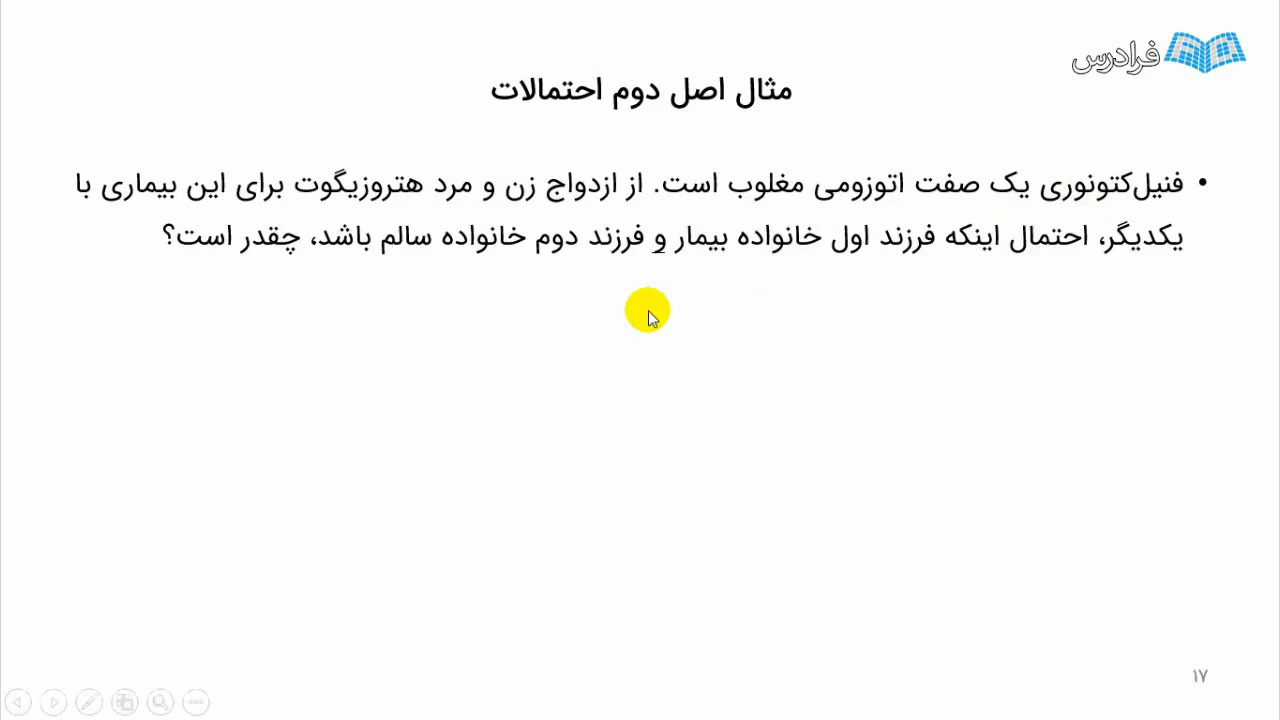 فرادرس
مثال اصل دوم احتمالات
• فنیل‌کتونوری یک صفت اتوزومی مغلوب است. از ازدواج زن و مرد هتروزیگوت برای این بیماری با
یکدیگر، احتمال اینکه فرزند اول خانواده بیمار و فرزند دوم خانواده سالم باشد، چقدر است؟
۱۷